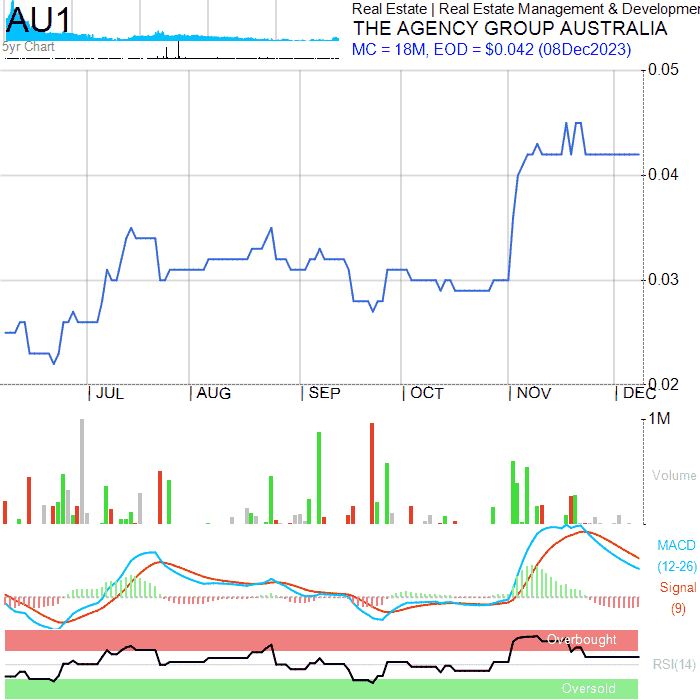 AU1
5yr Chart
Real Estate | Real Estate Management & Developmen
THE AGENCY GROUP AUSTRALIA
MC = 18M, EOD = $0.042 (08Dec2023)
0.05
0.04
0.03
0.02
JUL AUG SEP OCT NOV DEC
1M
Volume
MACD
(12-26)
Signal
(9)
Overbought
RSI(14)
Oversold